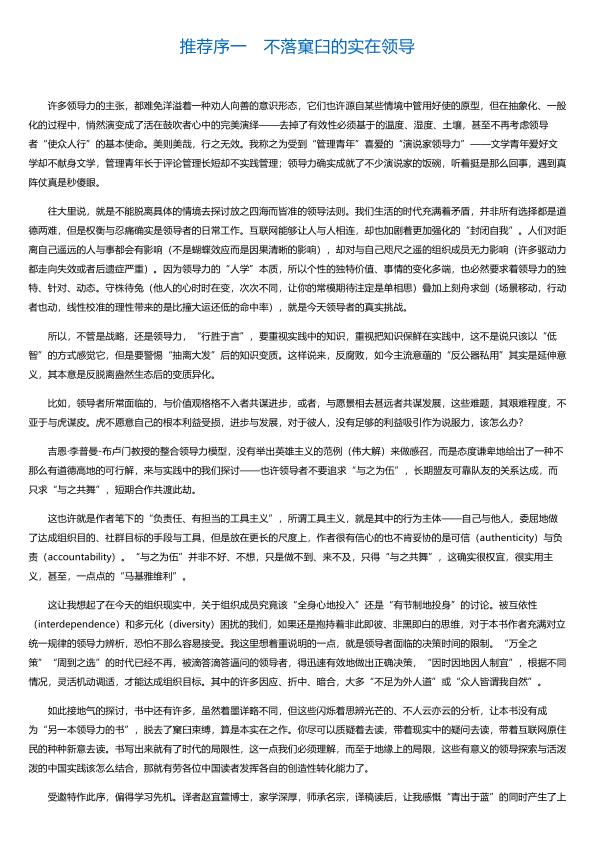 推荐序一 不落窠臼的实在领导
许多领导力的主张，都难免洋溢着一种劝人向善的意识形态，它们也许源自某些情境中管用好使的原型，但在抽象化、一般
化的过程中，悄然演变成了活在鼓吹者心中的完美演绎——去掉了有效性必须基于的温度、湿度、土壤，甚至不再考虑领导
者“使众人行”的基本使命。美则美哉，行之无效。我称之为受到“管理青年”喜爱的“演说家领导力”——文学青年爱好文
学却不献身文学，管理青年长于评论管理长短却不实践管理；领导力确实成就了不少演说家的饭碗，听着挺是那么回事，遇到真
阵仗真是秒傻眼。
往大里说，就是不能脱离具体的情境去探讨放之四海而皆准的领导法则。我们生活的时代充满着矛盾，并非所有选择都是道
德两难，但是权衡与忍痛确实是领导者的日常工作。互联网能够让人与人相连，却也加剧着更加强化的“封闭自我”。人们对距
离自己遥远的人与事都会有影响（不是蝴蝶效应而是因果清晰的影响），却对与自己咫尺之遥的组织成员无力影响（许多驱动力
都走向失效或者后遗症严重）。因为领导力的“人学”本质，所以个性的独特价值、事情的变化多端，也必然要求着领导力的独
特、针对、动态。守株待兔（他人的心时时在变，次次不同，让你的常模期待注定是单相思）叠加上刻舟求剑（场景移动，行动
者也动，线性校准的理性带来的是比撞大运还低的命中率），就是今天领导者的真实挑战。
所以，不管是战略，还是领导力，“行胜于言”，要重视实践中的知识，重视把知识保鲜在实践中，这不是说只该以“低
智”的方式感觉它，但是要警惕“抽离大发”后的知识变质。这样说来，反腐败，如今主流意蕴的“反公器私用”其实是延伸意
义，其本意是反脱离盎然生态后的变质异化。
比如，领导者所常面临的，与价值观格格不入者共谋进步，或者，与愿景相去甚远者共谋发展，这些难题，其艰难程度，不
亚于与虎谋皮。虎不愿意自己的根本利益受损，进步与发展，对于彼人，没有足够的利益吸引作为说服力，该怎么办？
吉恩·李普曼-布卢门教授的整合领导力模型，没有举出英雄主义的范例（伟大解）来做感召，而是态度谦卑地给出了一种不
那么有道德高地的可行解，来与实践中的我们探讨——也许领导者不要追求“与之为伍”，长期盟友可靠队友的关系达成，而
只求“与之共舞”，短期合作共渡此劫。
这也许就是作者笔下的“负责任、有担当的工具主义”，所谓工具主义，就是其中的行为主体——自己与他人，委屈地做
了达成组织目的、社群目标的手段与工具，但是放在更长的尺度上，作者很有信心的也不肯妥协的是可信（authenticity）与负
责（accountability）。“与之为伍”并非不好、不想，只是做不到、来不及，只得“与之共舞”，这确实很权宜，很实用主
义，甚至，一点点的“马基雅维利”。
这让我想起了在今天的组织现实中，关于组织成员究竟该“全身心地投入”还是“有节制地投身”的讨论。被互依性
（interdependence）和多元化（diversity）困扰的我们，如果还是抱持着非此即彼、非黑即白的思维，对于本书作者充满对立
统一规律的领导力辨析，恐怕不那么容易接受。我这里想着重说明的一点，就是领导者面临的决策时间的限制。“万全之
策”“周到之选”的时代已经不再，被滴答滴答逼问的领导者，得迅速有效地做出正确决策，“因时因地因人制宜”，根据不同
情况，灵活机动调适，才能达成组织目标。其中的许多因应、折中、暗合，大多“不足为外人道”或“众人皆谓我自然”。
如此接地气的探讨，书中还有许多，虽然着墨详略不同，但这些闪烁着思辨光芒的、不人云亦云的分析，让本书没有成
为“另一本领导力的书”，脱去了窠臼束缚，算是本实在之作。你尽可以质疑着去读，带着现实中的疑问去读，带着互联网原住
民的种种新意去读。书写出来就有了时代的局限性，这一点我们必须理解，而至于地缘上的局限，这些有意义的领导探索与活泼
泼的中国实践该怎么结合，那就有劳各位中国读者发挥各自的创造性转化能力了。
受邀特作此序，偏得学习先机。译者赵宜萱博士，家学深厚，师承名宗，译稿读后，让我感慨“青出于蓝”的同时产生了上